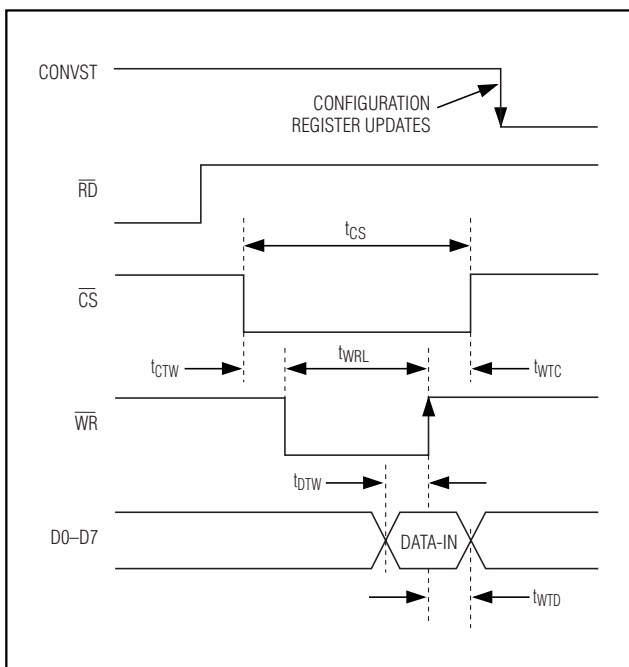 CONVST
CONFIGURATION
REGISTER UPDATES
RD
tCS
CS
tCTW
tWRL
tWTC
WR
tDTW
D0–D7
DATA-IN
tWTD